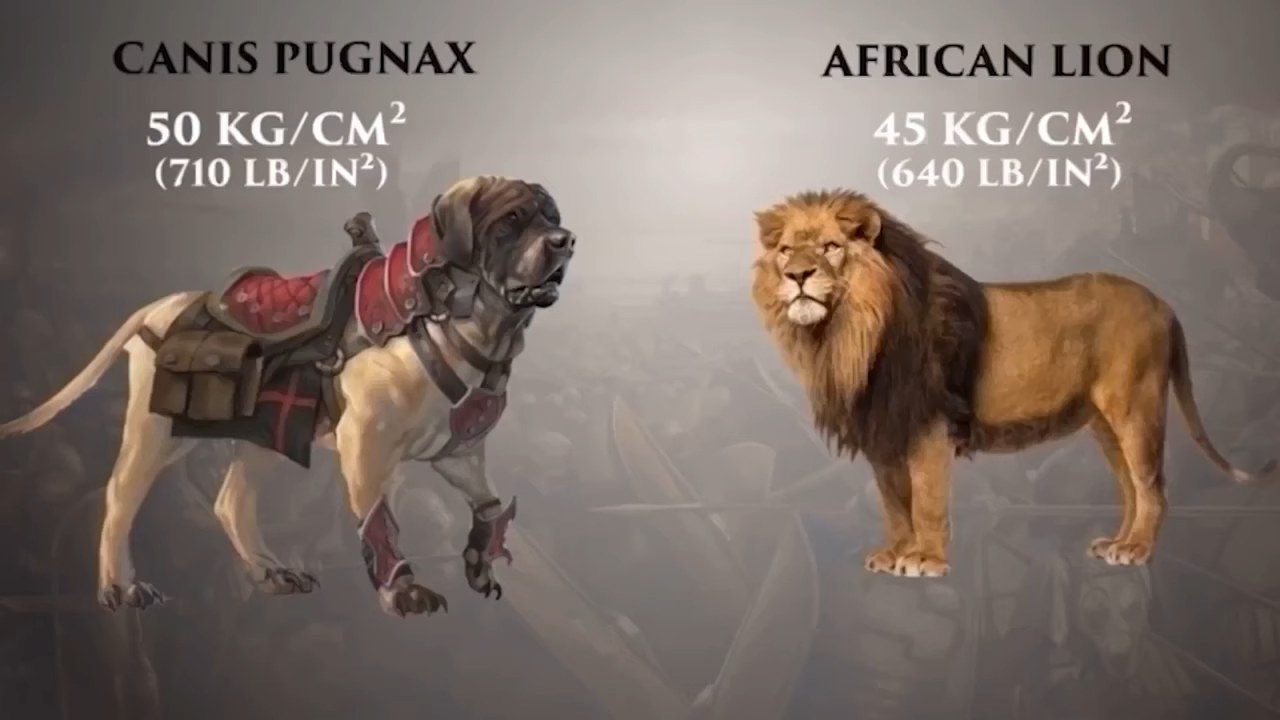 CANIS PUGNAX
50 KG/CM²
(710 LB/IN²)
AFRICAN LION
45 KG/CM²
(640 LB/IN²)